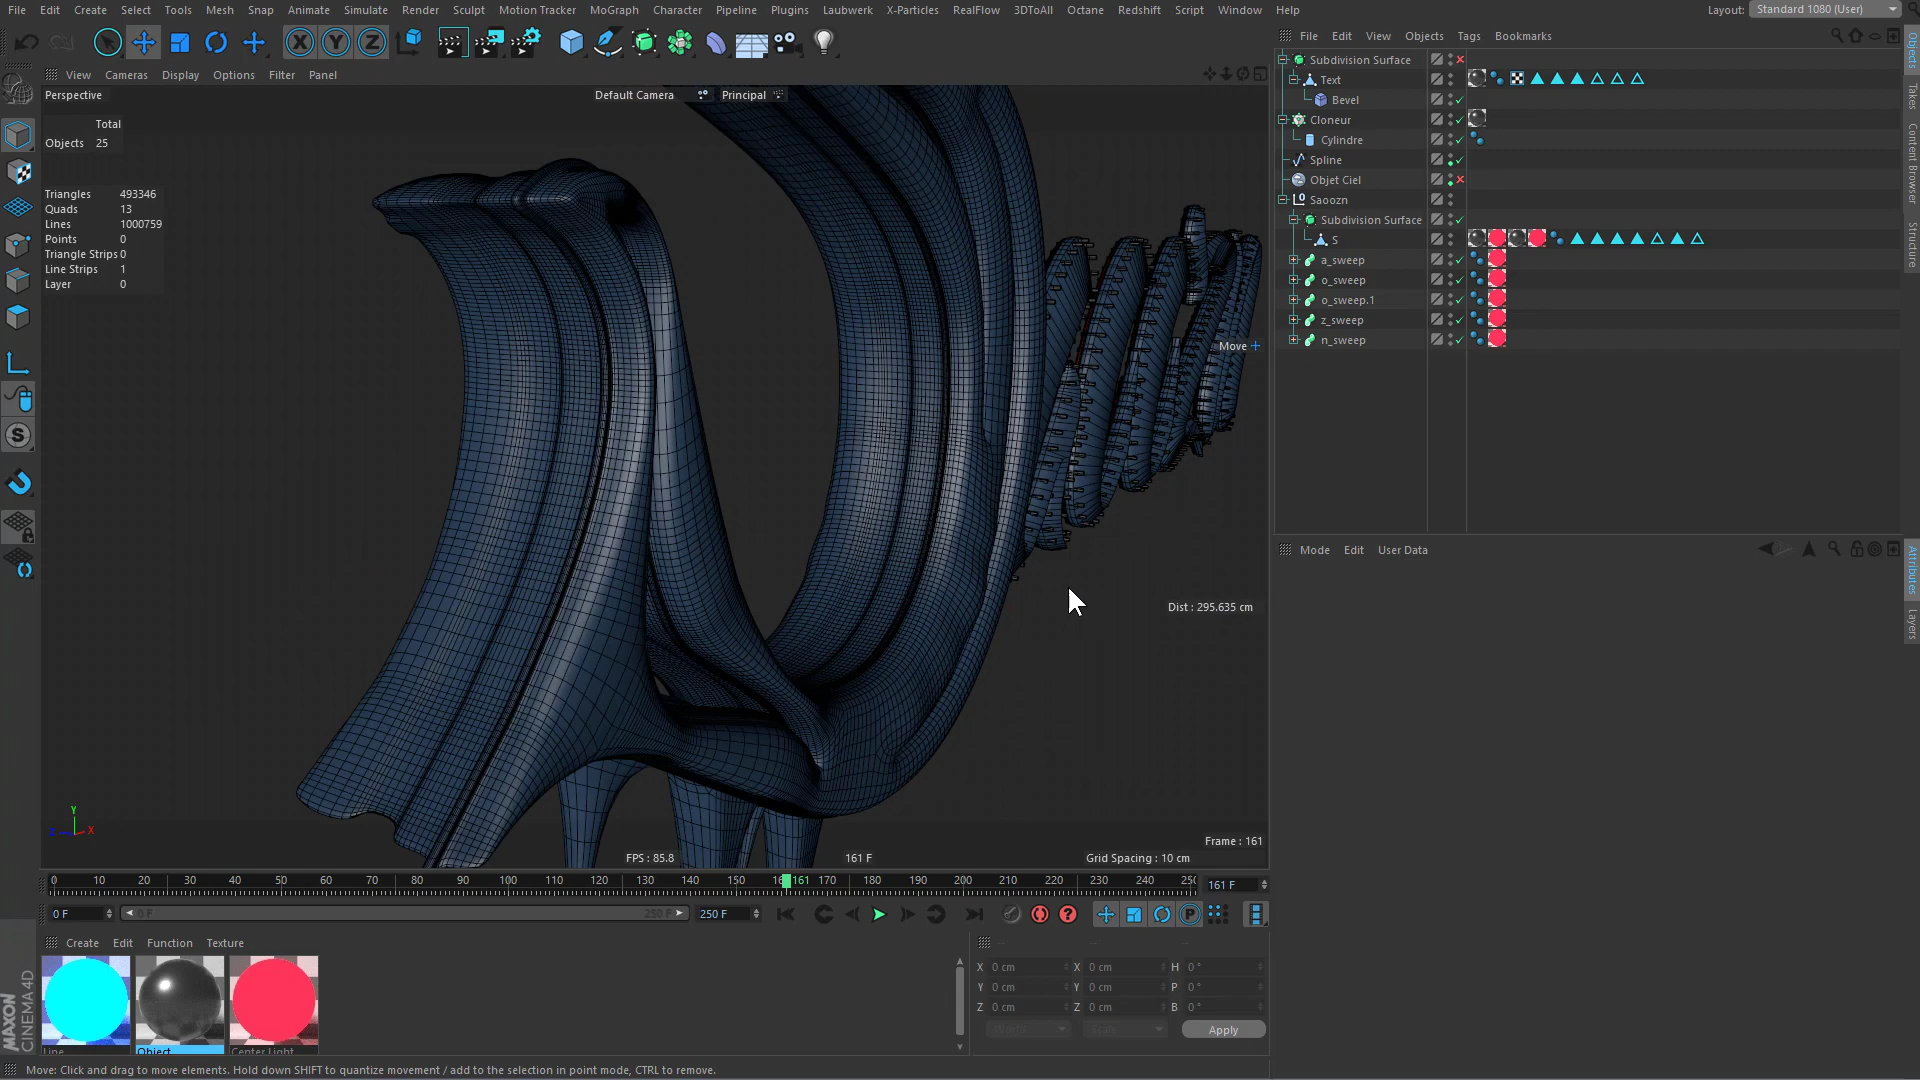 File Edit Create Select Tools Mesh Snap Animate Simulate Render Sculpt Motion Tracker MoGraph Character Pipeline Plugins Laubwerk X-Particles RealFlow 3DToAll Octane Redshift Script Window Help
Layout: Standard 1080 (User)
X Y Z
File Edit View Objects Tags Bookmarks
View Cameras Display Options Filter Panel
Perspective
Default Camera
Principal
Total
Objects 25
Triangles 493346
Quads 13
Lines 1000759
Points 0
Triangle Strips 0
Line Strips 1
Layer 0
Subdivision Surface
Text
Bevel
Cloneur
Cylindre
Spline
Objet Ciel
Saoozn
Subdivision Surface
S
a_sweep
o_sweep
o_sweep.1
z_sweep
n_sweep
Objects
Takes
Content Browser
Structure
Move
S
Dist : 295.635 cm
Mode Edit User Data
Attributes
Layers
Y
X
Frame : 161
FPS : 85.8
161 F
Grid Spacing : 10 cm
0 10 20 30 40 50 60 70 80 90 100 110 120 130 140 150 161 170 180 190 200 210 220 230 240
161 F
0 F
0 F
250 F
250 F
P
Create Edit Function Texture
-- -- --
X 0 cm X 0 cm H 0 °
Y 0 cm Y 0 cm P 0 °
Z 0 cm Z 0 cm B 0 °
Apply
Line
Object
Center Light
MAXON
CINEMA 4D
Move: Click and drag to move elements. Hold down SHIFT to quantize movement / add to the selection in point mode, CTRL to remove.